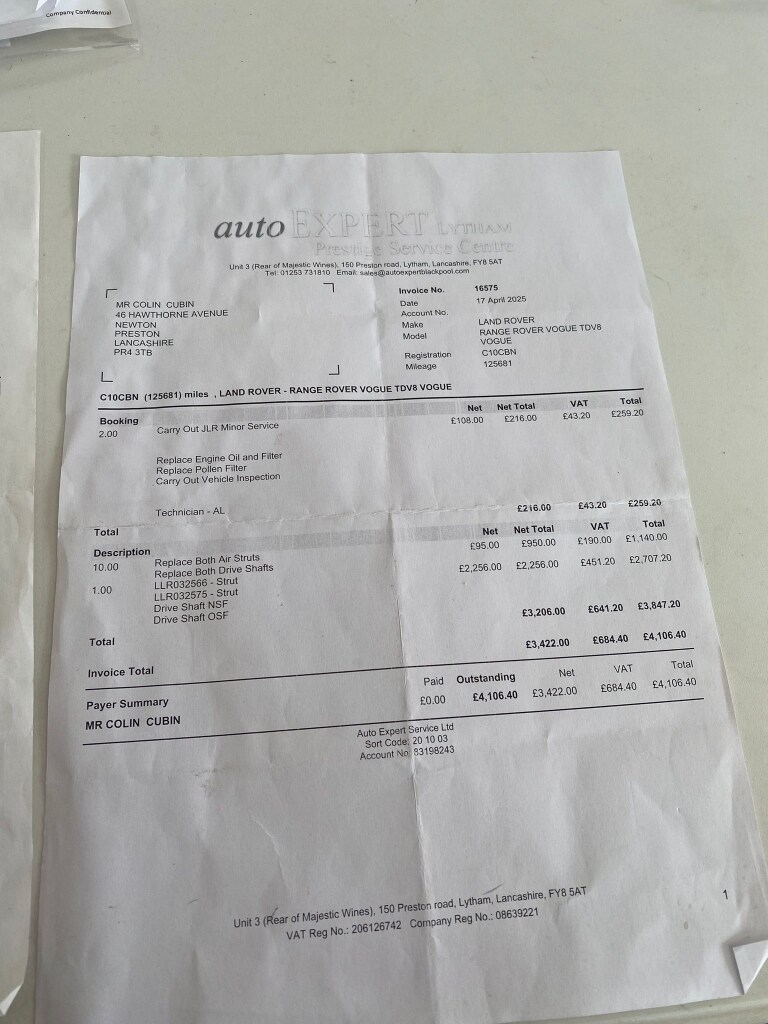 Company Confidential
auto EXPERT LYTHAM
Prestige Service Centre
Unit 3 (Rear of Majestic Wines), 150 Preston road, Lytham, Lancashire, FY8 5AT
Tel: 01253 731810 Email: sales@autoexpertblackpool.com
MR COLIN CUBIN
46 HAWTHORNE AVENUE
NEWTON
PRESTON
LANCASHIRE
PR4 3TB
Invoice No. 16575
Date 17 April 2025
Account No.
Make LAND ROVER
Model RANGE ROVER VOGUE TDV8
VOGUE
Registration C10CBN
Mileage 125681
C10CBN (125681) miles , LAND ROVER - RANGE ROVER VOGUE TDV8 VOGUE
Booking Net Net Total VAT Total
2.00 Carry Out JLR Minor Service £108.00 £216.00 £43.20 £259.20
Replace Engine Oil and Filter
Replace Pollen Filter
Carry Out Vehicle Inspection
Technician - AL
Total £216.00 £43.20 £259.20
Description Net Net Total VAT Total
10.00 Replace Both Air Struts £95.00 £950.00 £190.00 £1,140.00
Replace Both Drive Shafts
1.00 LLR032566 - Strut £2,256.00 £2,256.00 £451.20 £2,707.20
LLR032575 - Strut
Drive Shaft NSF
Drive Shaft OSF
Total £3,206.00 £641.20 £3,847.20
Invoice Total £3,422.00 £684.40 £4,106.40
Payer Summary Paid Outstanding Net VAT Total
MR COLIN CUBIN £0.00 £4,106.40 £3,422.00 £684.40 £4,106.40
Auto Expert Service Ltd
Sort Code: 20 10 03
Account No: 83198243
Unit 3 (Rear of Majestic Wines), 150 Preston road, Lytham, Lancashire, FY8 5AT
VAT Reg No.: 206126742 Company Reg No.: 08639221
1